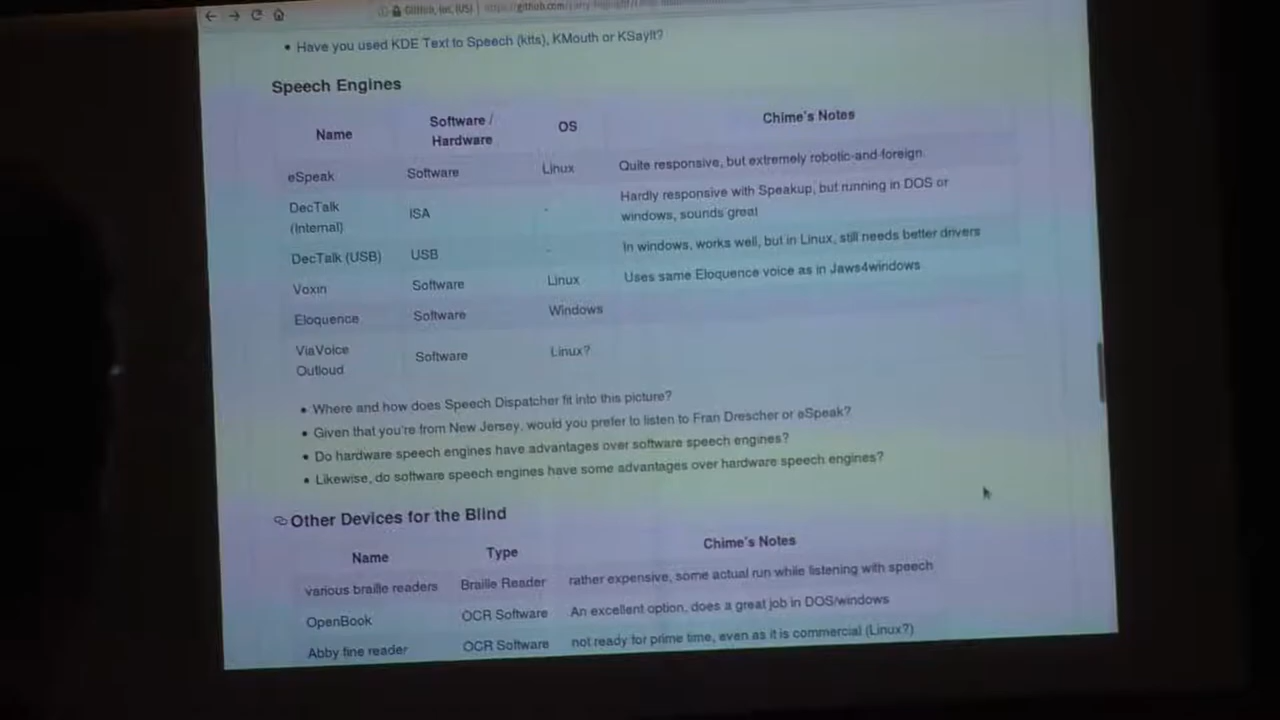 GitHub, Inc. (US) https://github.com/
• Have you used KDE Text to Speech (ktts), KMouth or KSayIt?
Speech Engines
Name Software / Hardware OS Chime's Notes
eSpeak Software Linux Quite responsive, but extremely robotic-and-foreign.
DecTalk (Internal) ISA - Hardly responsive with Speakup, but running in DOS or
windows, sounds great
DecTalk (USB) USB - In windows, works well, but in Linux, still needs better drivers
Voxin Software Linux Uses same Eloquence voice as in Jaws4windows
Eloquence Software Windows
ViaVoice Outloud Software Linux?
• Where and how does Speech Dispatcher fit into this picture?
• Given that you're from New Jersey, would you prefer to listen to Fran Drescher or eSpeak?
• Do hardware speech engines have advantages over software speech engines?
• Likewise, do software speech engines have some advantages over hardware speech engines?
Other Devices for the Blind
Name Type Chime's Notes
various braille readers Braille Reader rather expensive, some actual run while listening with speech
OpenBook OCR Software An excellent option, does a great job in DOS/windows
Abby fine reader OCR Software not ready for prime time, even as it is commercial (Linux?)